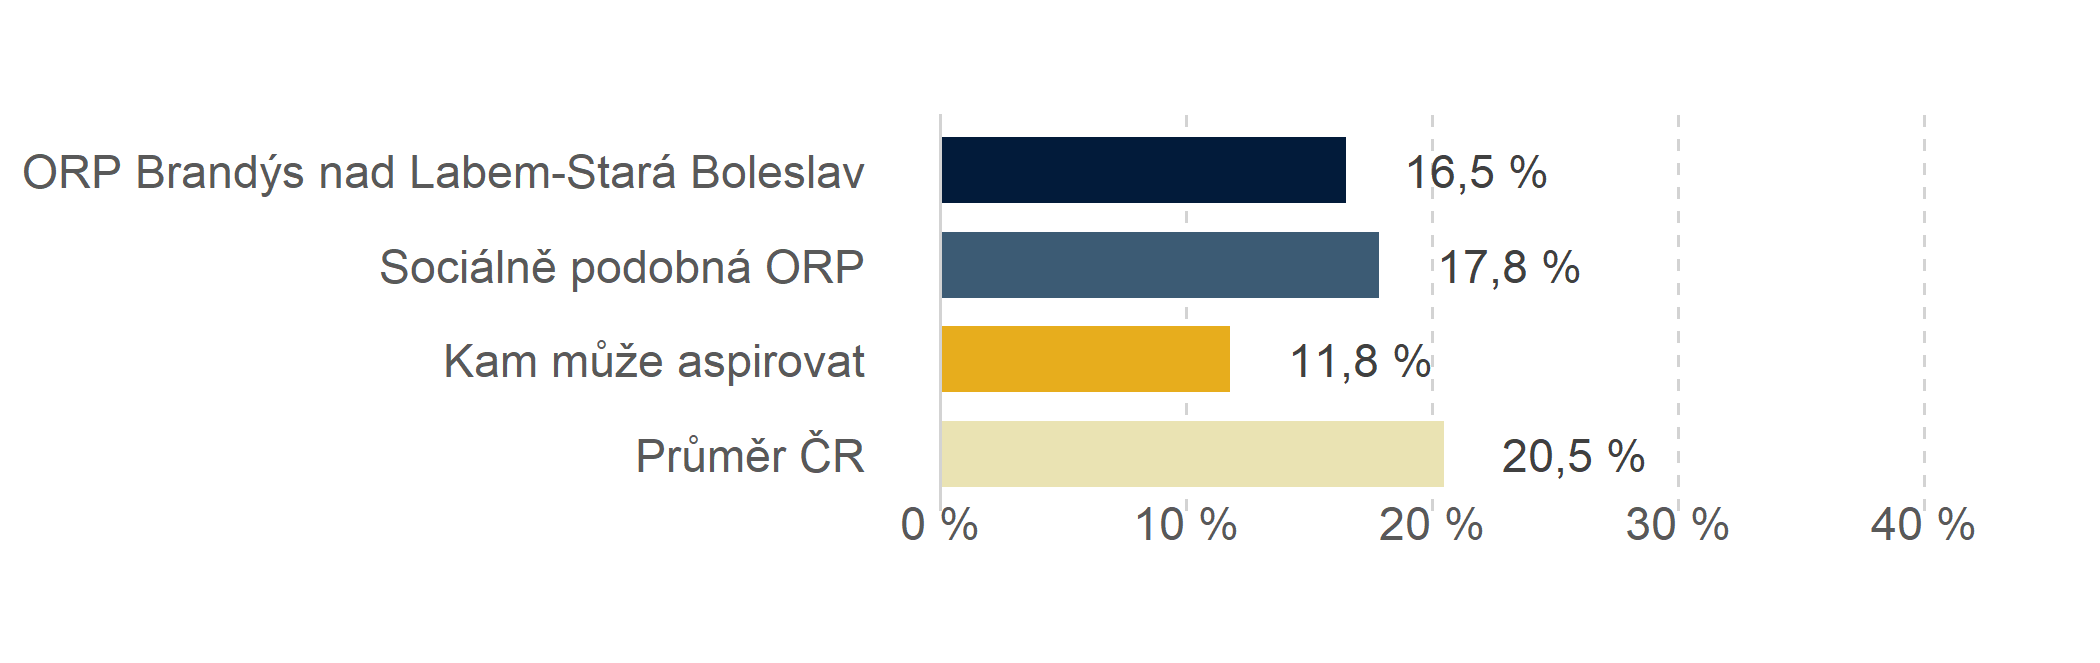 ORP Brandýs nad Labem-Stará Boleslav 16,5 %
Sociálně podobná ORP 17,8 %
Kam může aspirovat 11,8 %
Průměr ČR 20,5 %
0 % 10 % 20 % 30 % 40 %